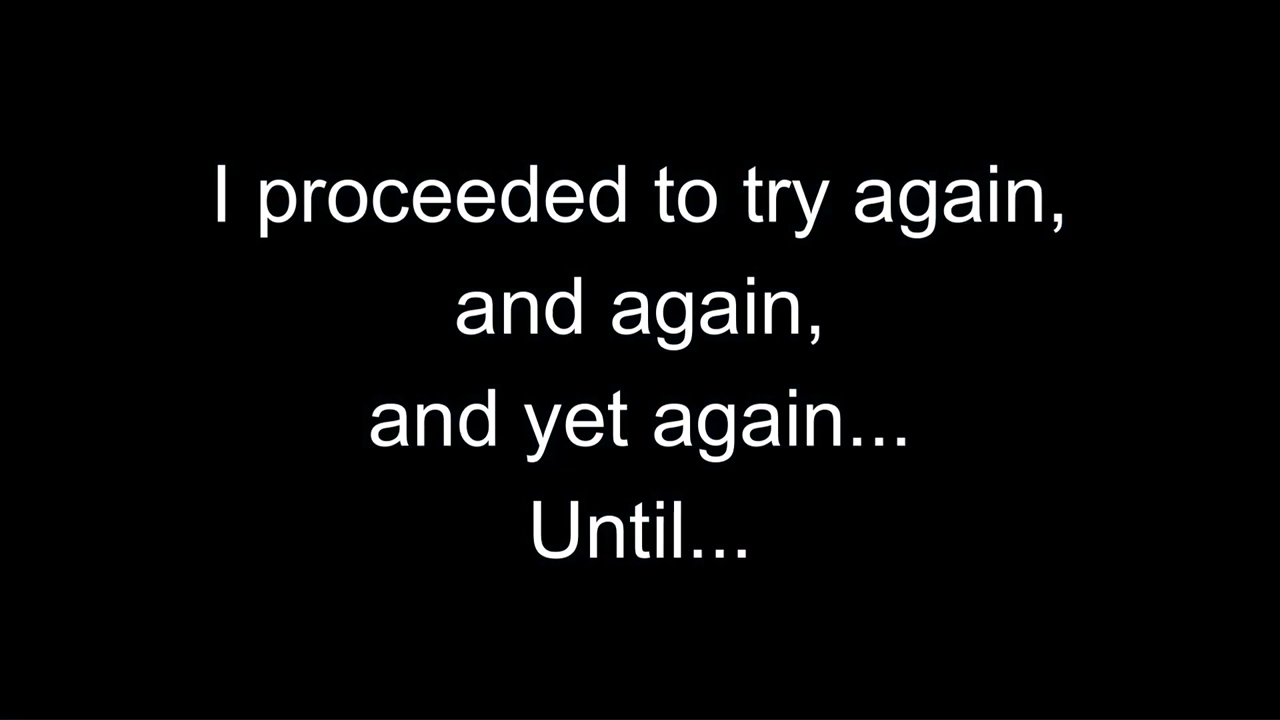 I proceeded to try again,
and again,
and yet again...
Until...